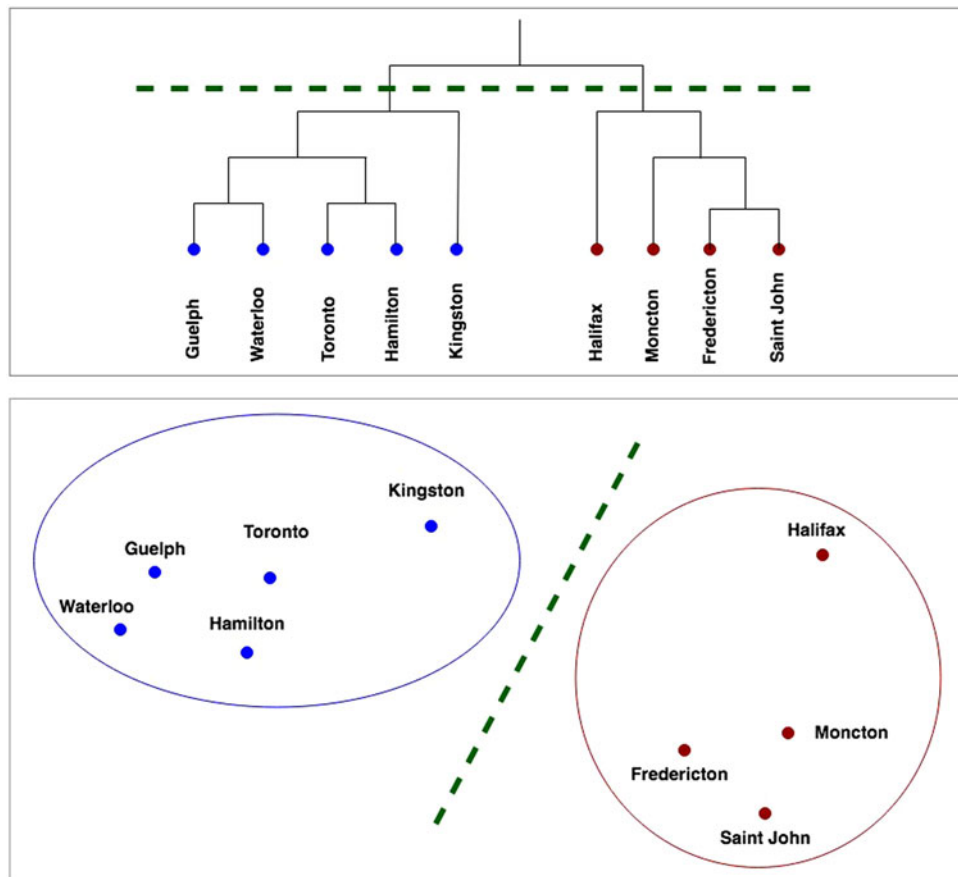 Guelph
Waterloo
Toronto
Hamilton
Kingston
Halifax
Moncton
Fredericton
Saint John
Kingston
Halifax
Toronto
Guelph
Waterloo
Hamilton
Moncton
Fredericton
Saint John